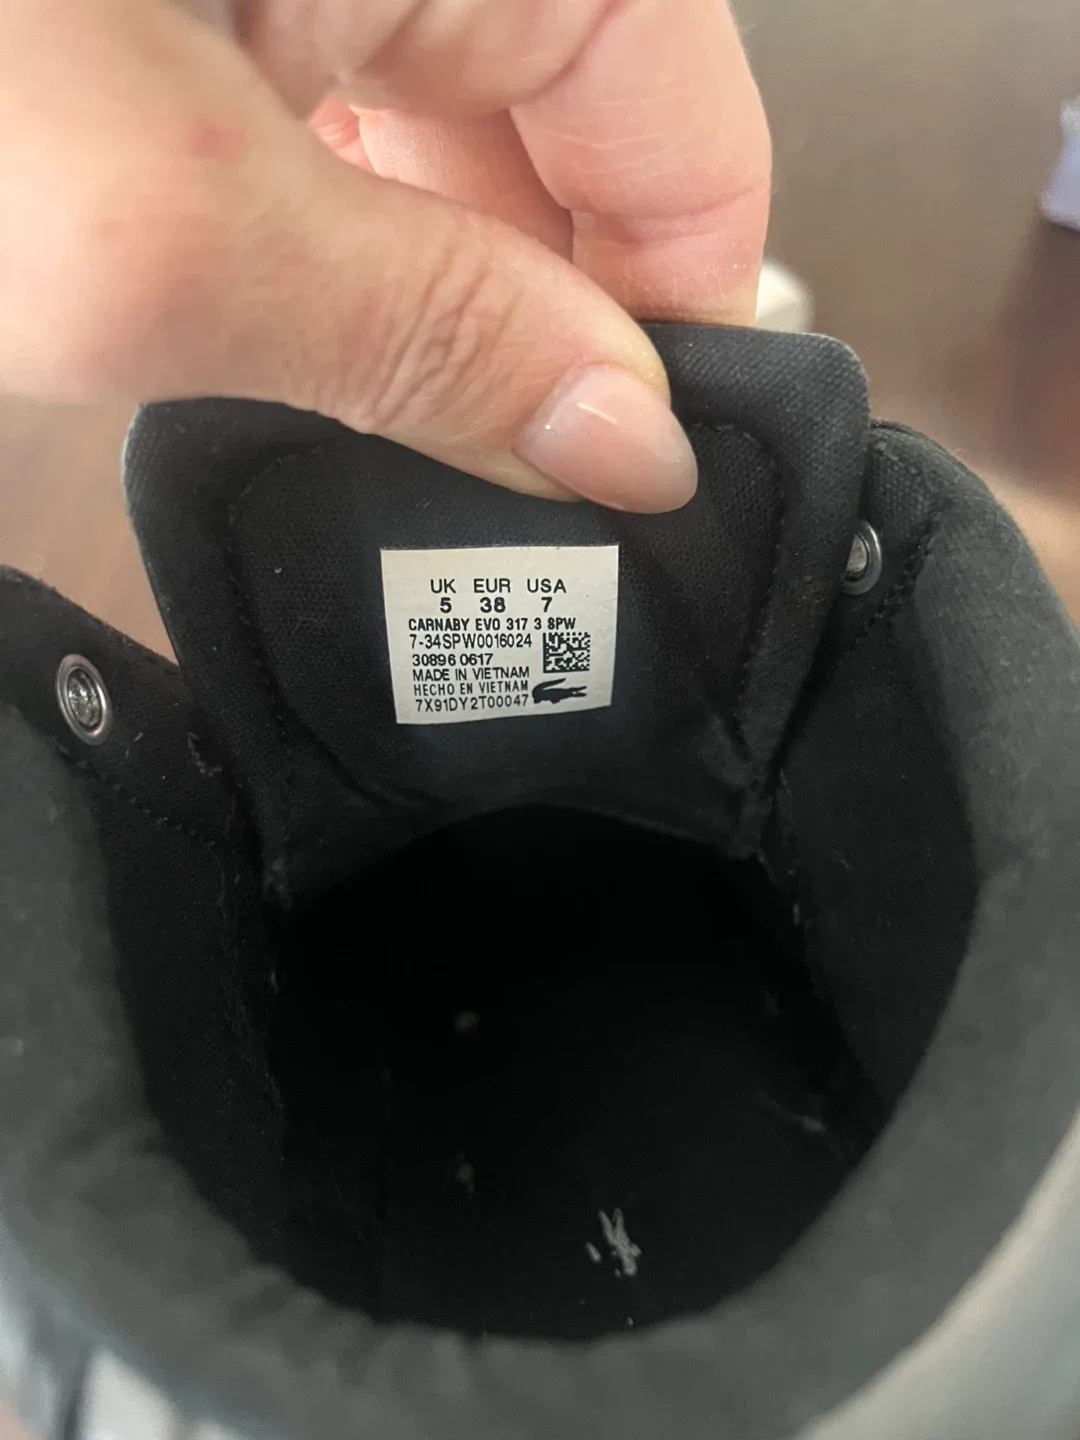 UK EUR USA
5 38 7
CARNABY EVO 317 3 SPW
7-34SPW0016024
30896 0617
MADE IN VIETNAM
HECHO EN VIETNAM
7X91DY2T00047